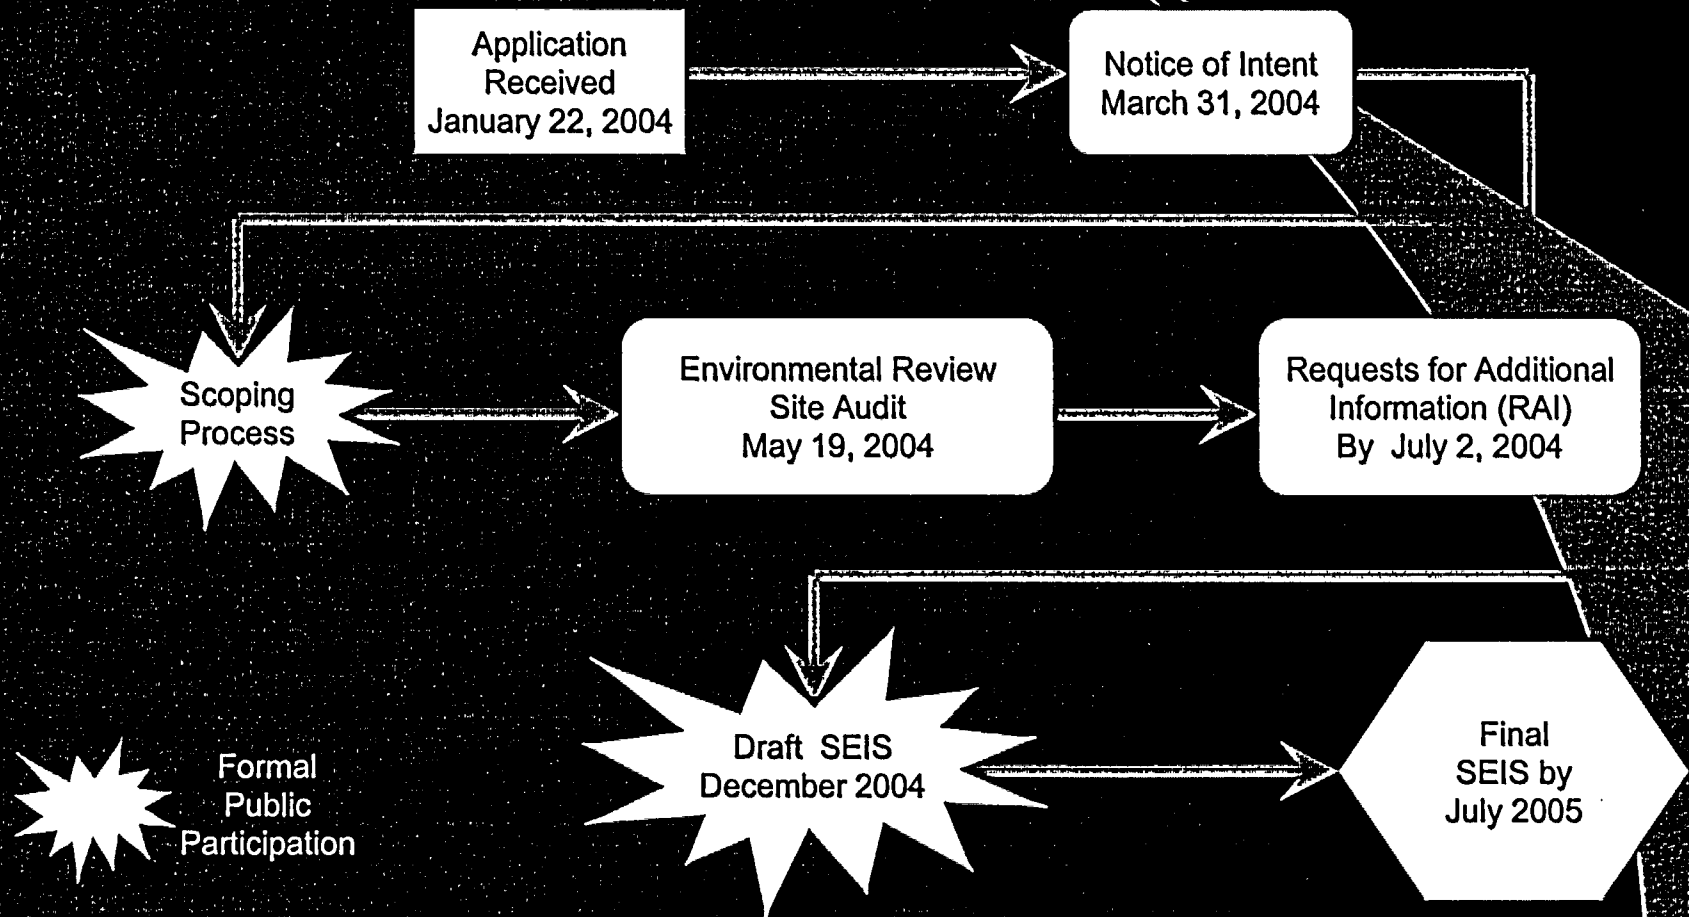 Application
Received
January 22, 2004
Notice of Intent
March 31, 2004
Scoping
Process
Environmental Review
Site Audit
May 19, 2004
Requests for Additional
Information (RAI)
By July 2, 2004
Draft SEIS
December 2004
Final
SEIS by
July 2005
Formal
Public
Participation